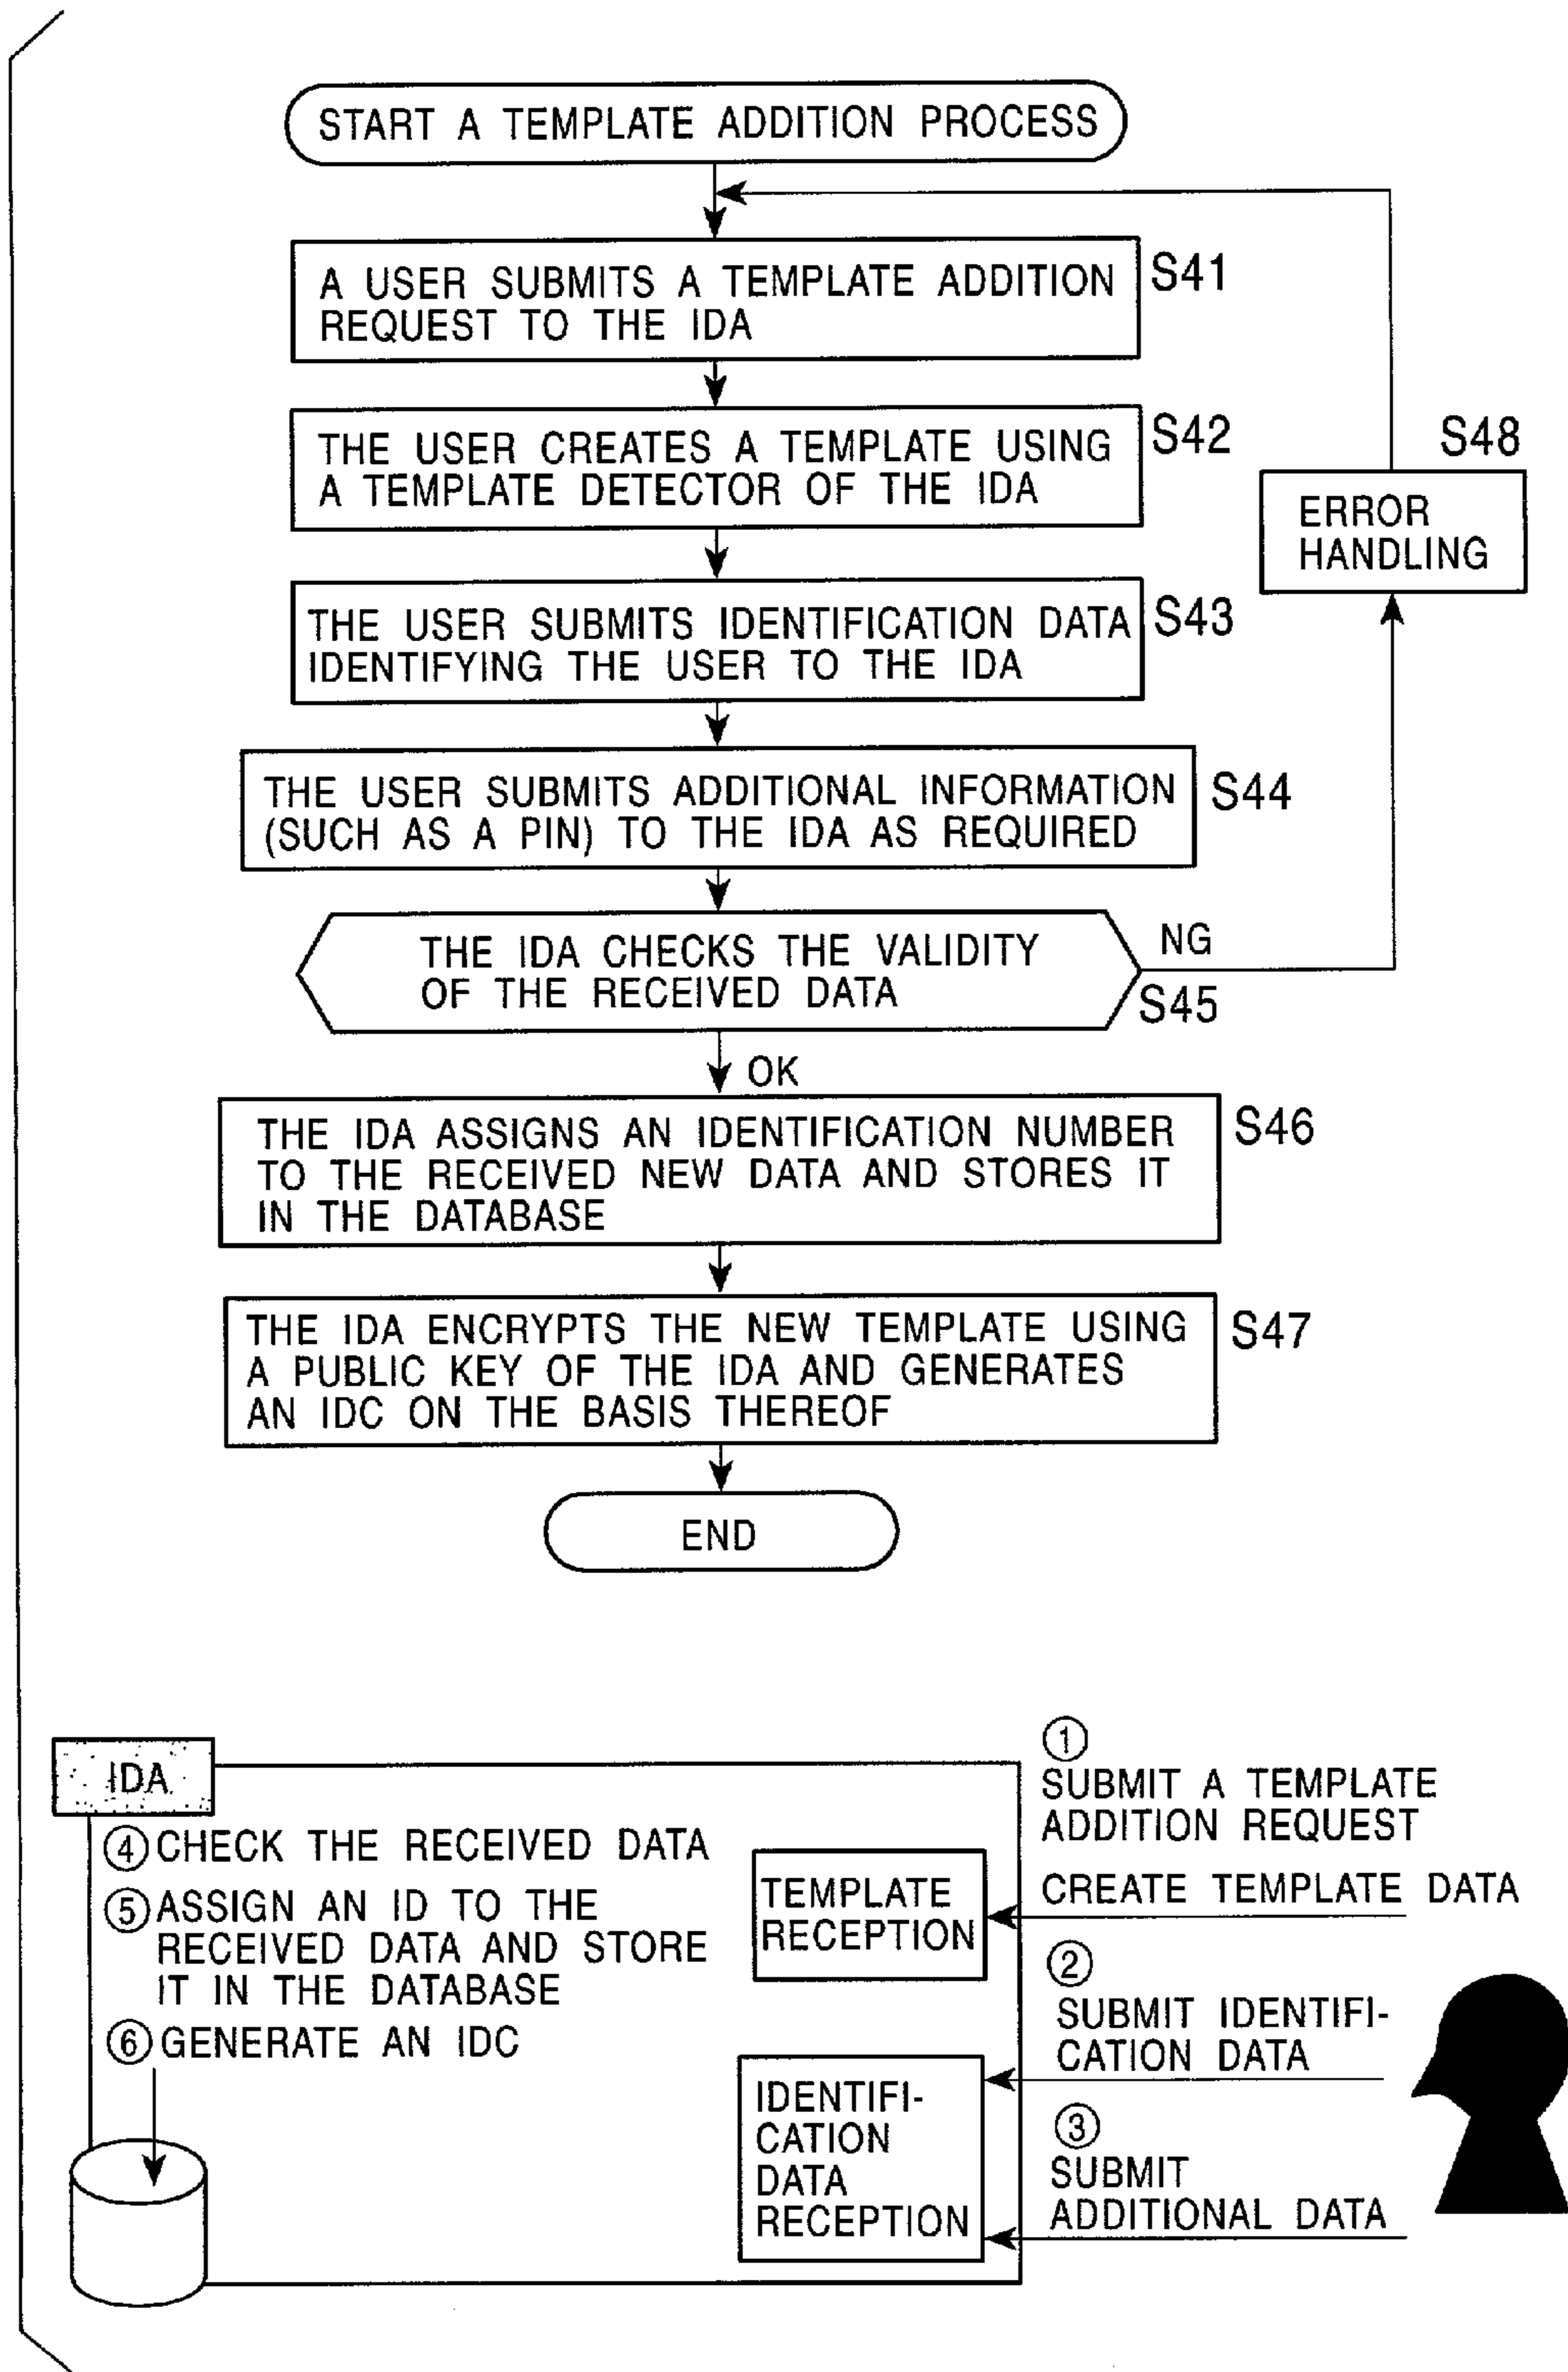 START A TEMPLATE ADDITION PROCESS
A USER SUBMITS A TEMPLATE ADDITION
REQUEST TO THE IDA
S41
THE USER CREATES A TEMPLATE USING
A TEMPLATE DETECTOR OF THE IDA
S42
S48
ERROR
HANDLING
THE USER SUBMITS IDENTIFICATION DATA
IDENTIFYING THE USER TO THE IDA
S43
THE USER SUBMITS ADDITIONAL INFORMATION
(SUCH AS A PIN) TO THE IDA AS REQUIRED
S44
THE IDA CHECKS THE VALIDITY
OF THE RECEIVED DATA
NG
S45
OK
THE IDA ASSIGNS AN IDENTIFICATION NUMBER
TO THE RECEIVED NEW DATA AND STORES IT
IN THE DATABASE
S46
THE IDA ENCRYPTS THE NEW TEMPLATE USING
A PUBLIC KEY OF THE IDA AND GENERATES
AN IDC ON THE BASIS THEREOF
S47
END
IDA
④ CHECK THE RECEIVED DATA
⑤ ASSIGN AN ID TO THE
RECEIVED DATA AND STORE
IT IN THE DATABASE
⑥ GENERATE AN IDC
TEMPLATE
RECEPTION
IDENTIFI-
CATION
DATA
RECEPTION
①
SUBMIT A TEMPLATE
ADDITION REQUEST
CREATE TEMPLATE DATA
②
SUBMIT IDENTIFI-
CATION DATA
③
SUBMIT
ADDITIONAL DATA